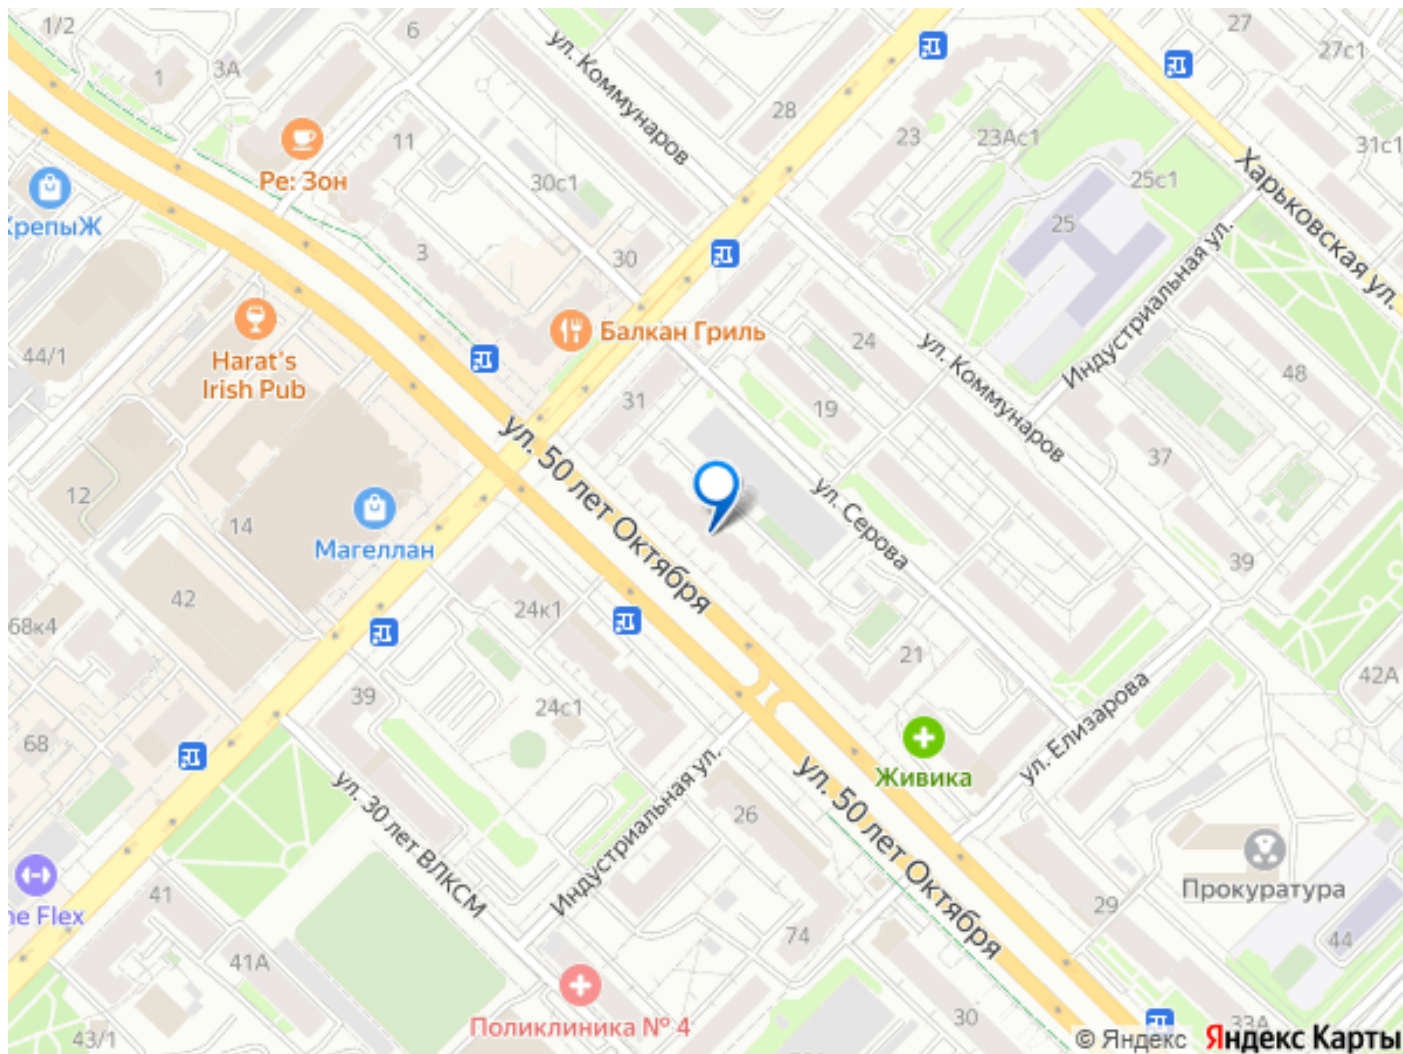 1/2
6
27
27с1
1
3А
ул. Коммунаров
28
11
23
23Ас1
31с1
Ре: Зон
30с1
25с1
Харьковская ул.
КрепыЖ
3
30
25
Индустриальная ул.
Балкан Гриль
24
ул. Коммунаров
44/1
Harat's
Irish Pub
31
19
48
ул. 50 лет Октября
37
12
14
Магеллан
ул. Серова
39
42
24к1
68к4
21
42А
39
24с1
68
ул. Елизарова
Живика
ул. 30 лет ВЛКСМ
Индустриальная ул.
26
ул. 50 лет Октября
Прокуратура
41
ne Flex
29
74
44
41А
43/1
Поликлиника № 4
30
33А
© Яндекс Яндекс Карты